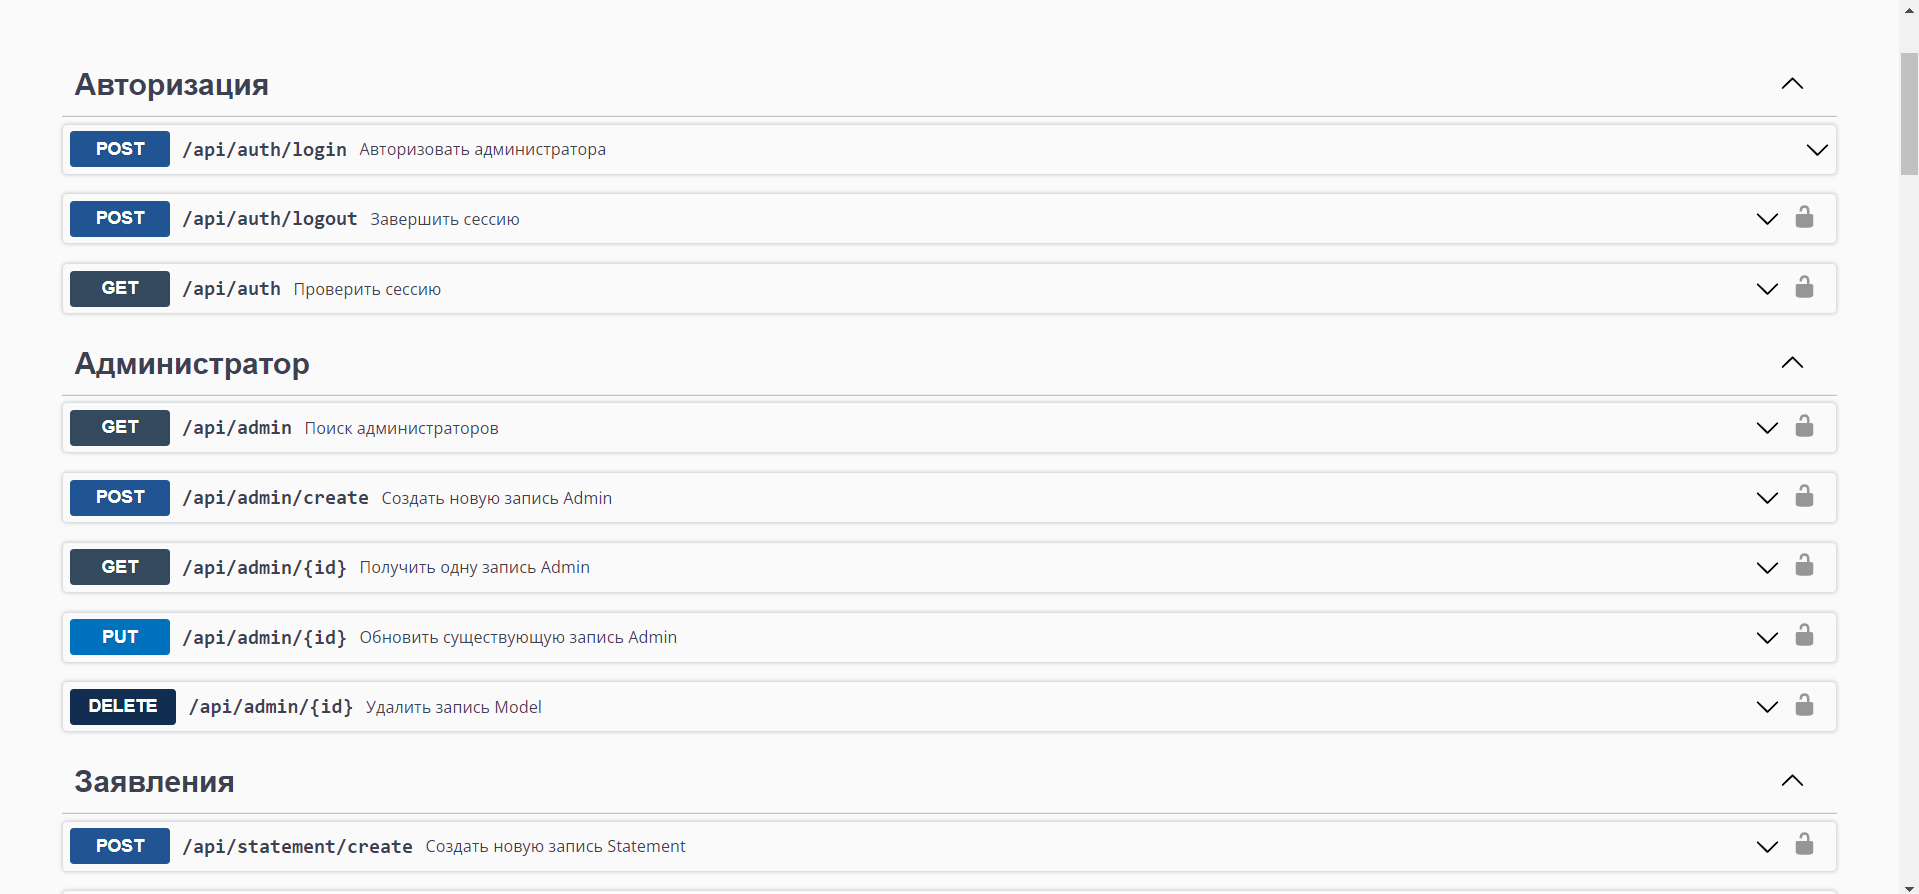 Авторизация
POST /api/auth/login Авторизовать администратора
POST /api/auth/logout Завершить сессию
GET /api/auth Проверить сессию
Администратор
GET /api/admin Поиск администраторов
POST /api/admin/create Создать новую запись Admin
GET /api/admin/{id} Получить одну запись Admin
PUT /api/admin/{id} Обновить существующую запись Admin
DELETE /api/admin/{id} Удалить запись Model
Заявления
POST /api/statement/create Создать новую запись Statement